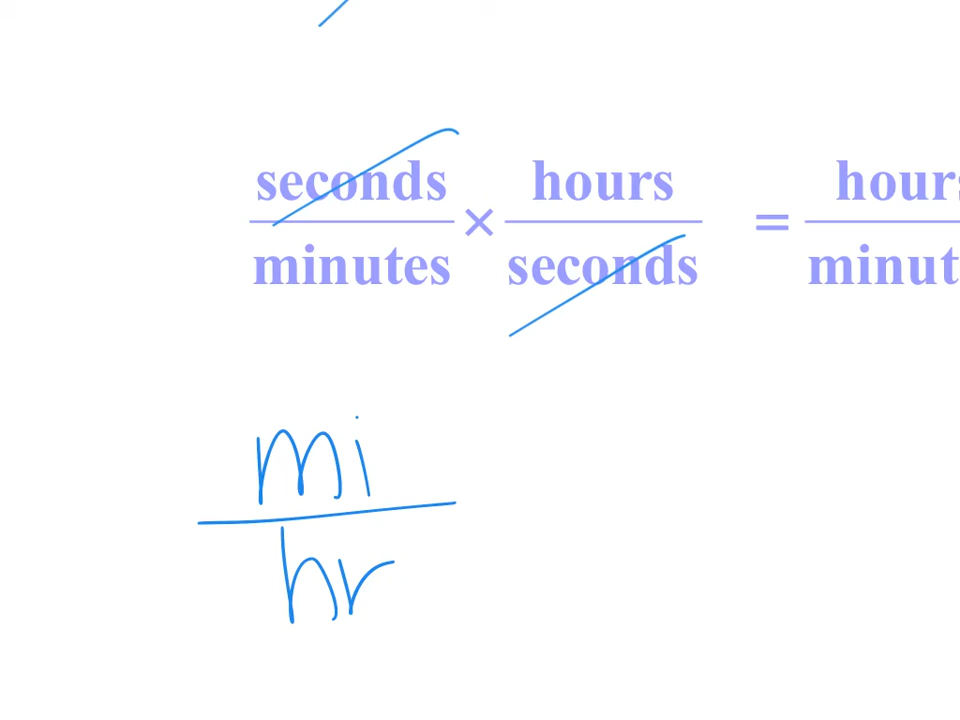 seconds hours hours
minutes × seconds = minut
mi
hr